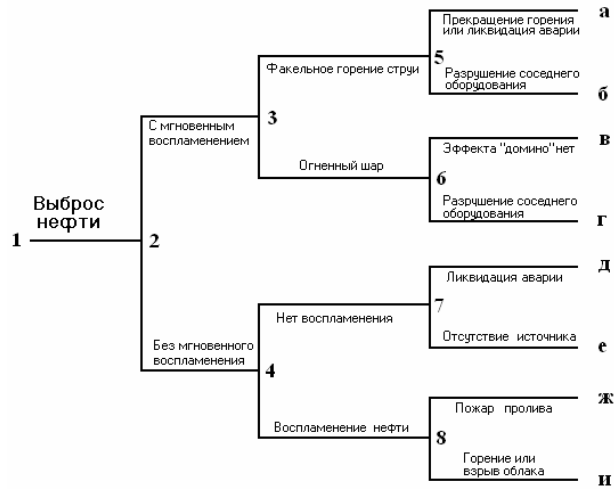 а
Прекращение горения
или ликвидация аварии
5
Факельное горение струи
Разрушение соседнего
оборудования
б
3
С мгновенным
воспламенением
в
Эффекта "домино"нет
Огненный шар
6
Разрушение соседнего
оборудования
г
Выброс
нефти
1
2
д
Ликвидация аварии
7
Нет воспламенения
Отсутствие источника
е
Без мгновенного
воспламенения
4
ж
Пожар пролива
Воспламенение нефти
8
Горение или
взрыв облака
и